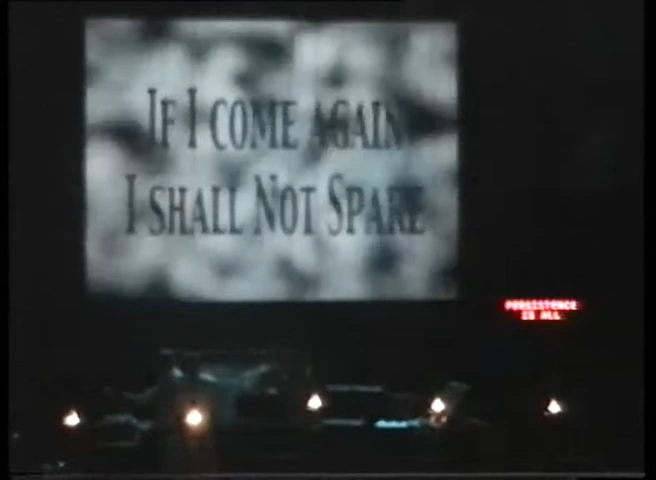 IF I COME AGAIN
I SHALL NOT SPARE
PERSISTENCE
IS ALL